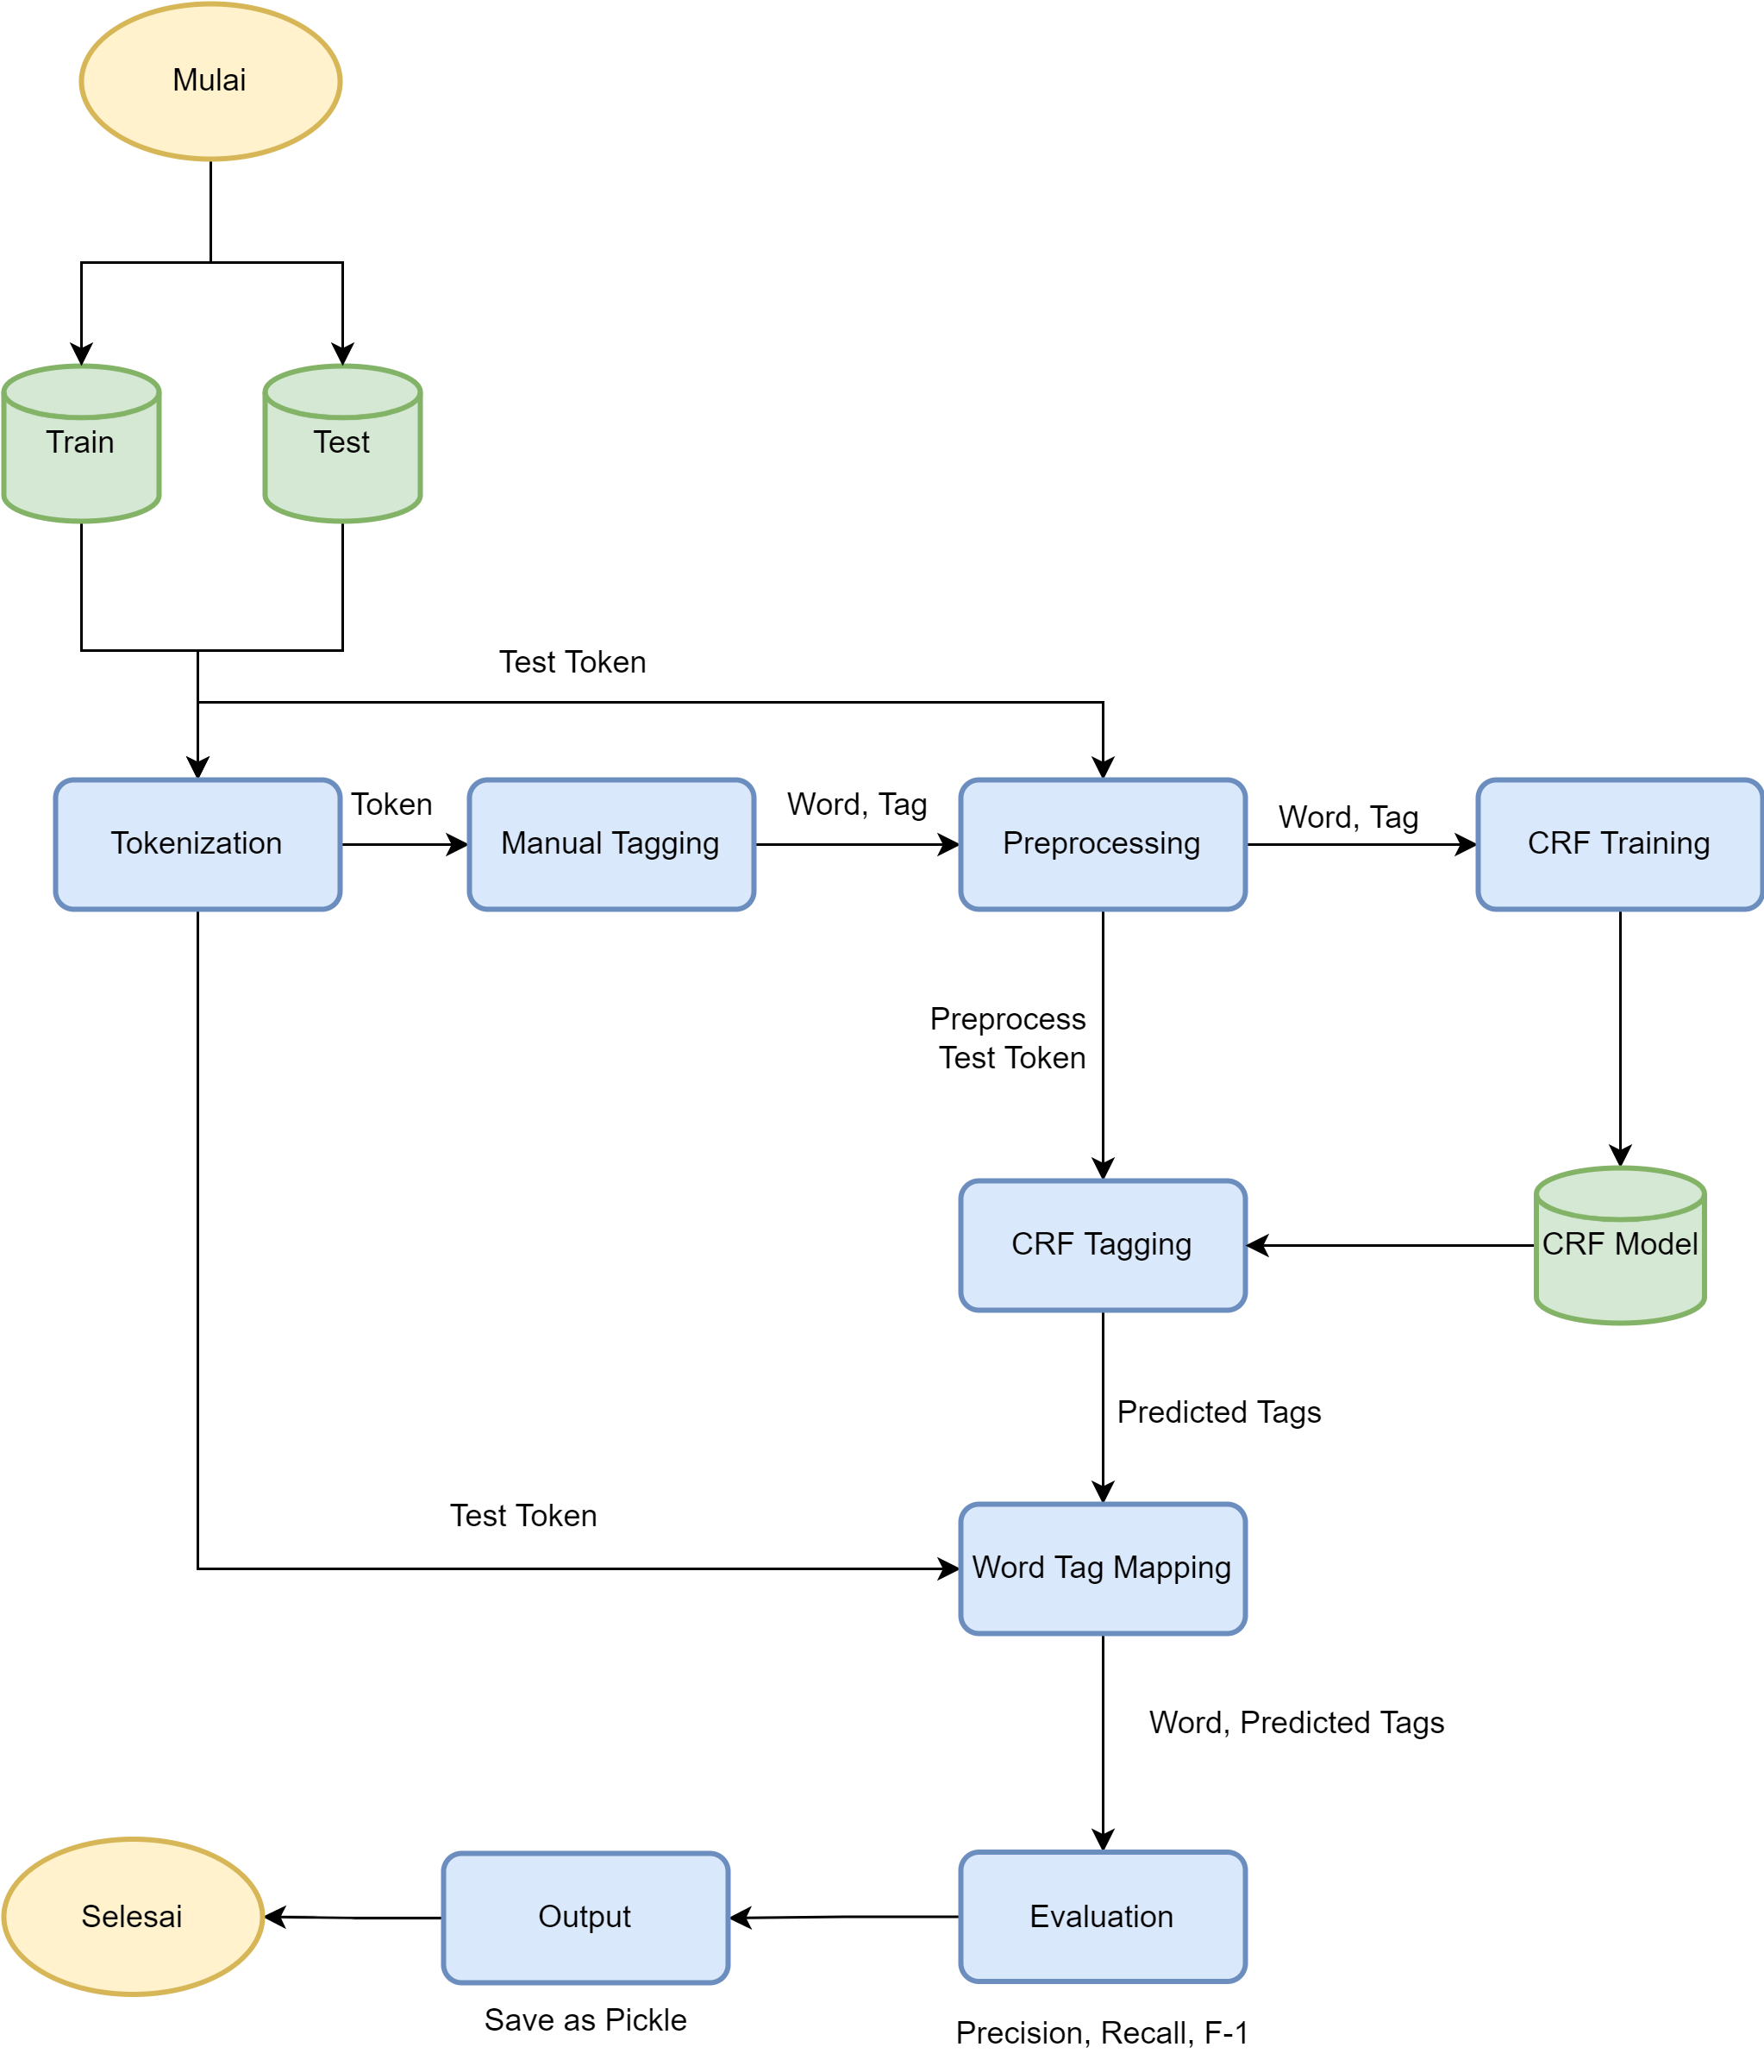 Mulai
Train
Test
Test Token
Tokenization
Token
Manual Tagging
Word, Tag
Preprocessing
Word, Tag
CRF Training
Preprocess
Test Token
CRF Tagging
CRF Model
Predicted Tags
Test Token
Word Tag Mapping
Word, Predicted Tags
Selesai
Output
Evaluation
Save as Pickle
Precision, Recall, F-1